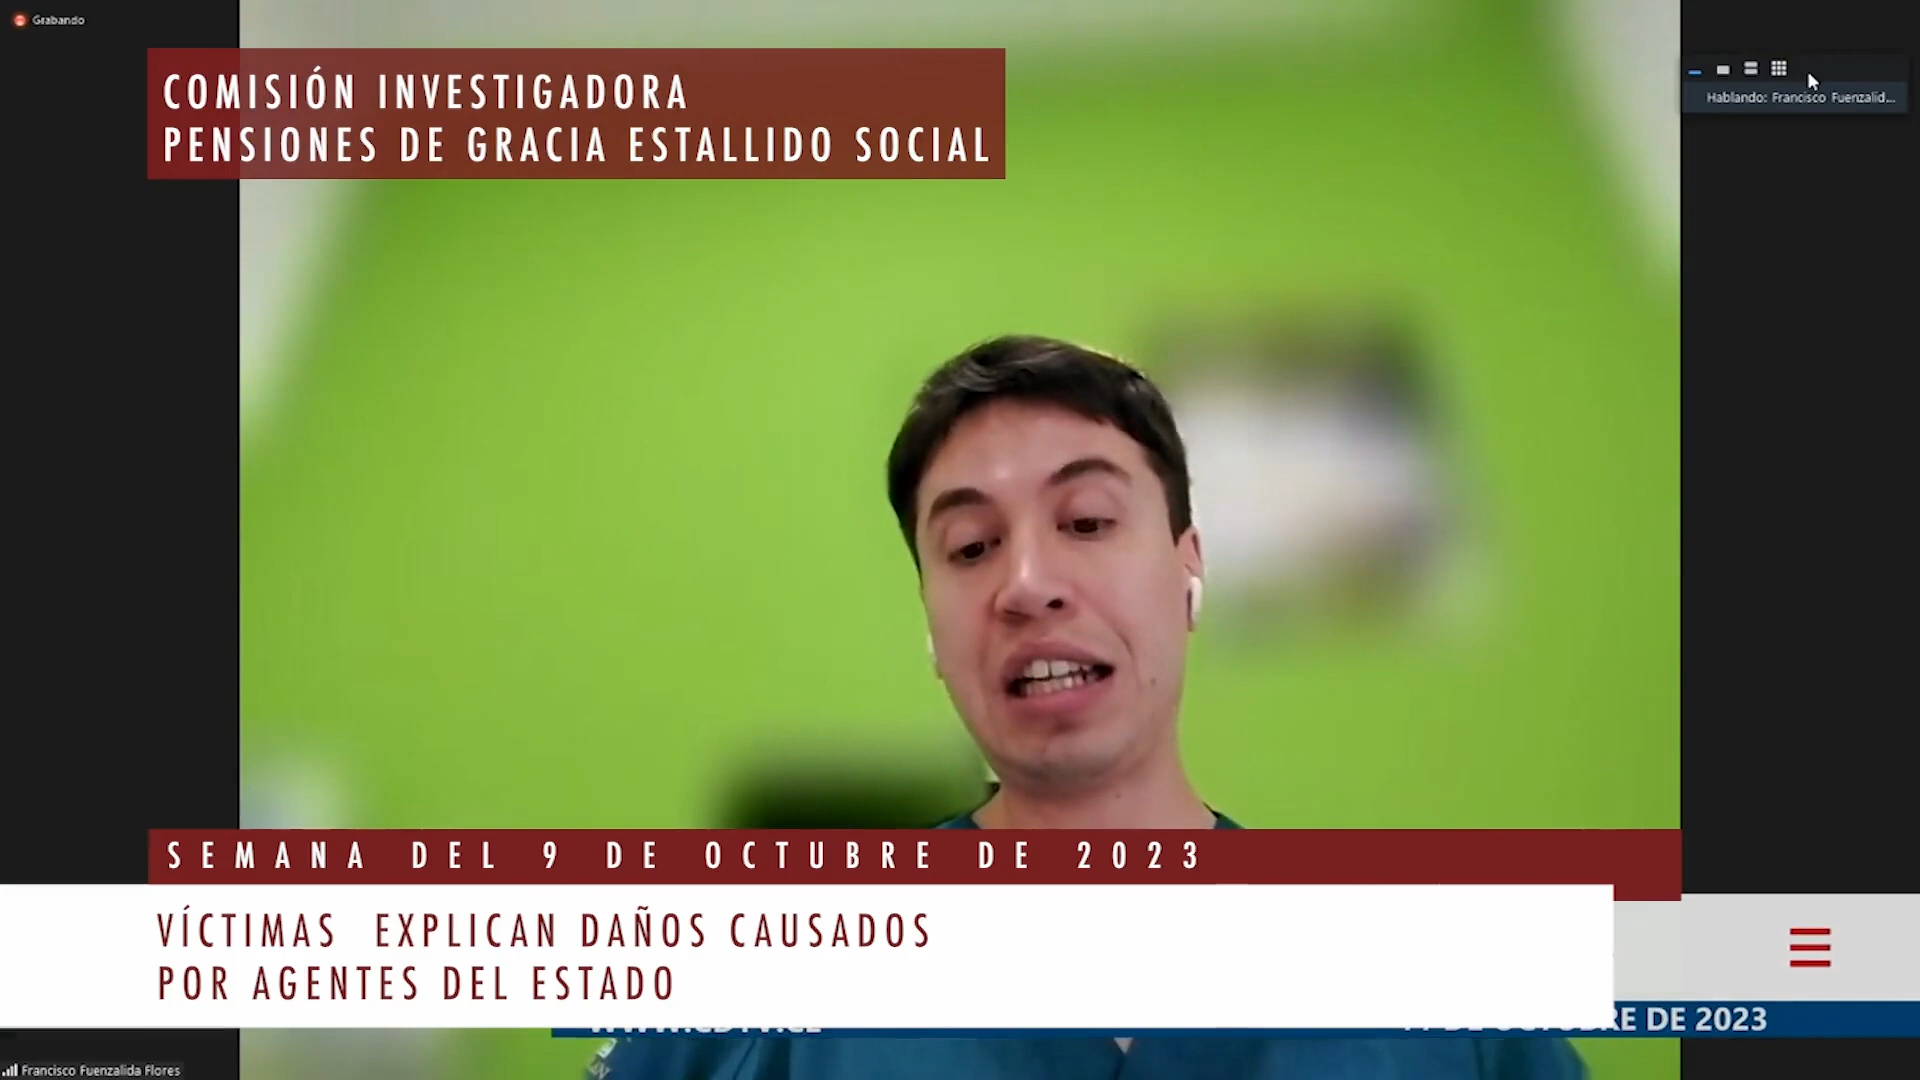 Grabando
COMISIÓN INVESTIGADORA
PENSIONES DE GRACIA ESTALLIDO SOCIAL
Hablando: Francisco Fuenzalid...
SEMANA DEL 9 DE OCTUBRE DE 2023
VÍCTIMAS EXPLICAN DAÑOS CAUSADOS
POR AGENTES DEL ESTADO
DE 2023
Francisco Fuenzalida Flores